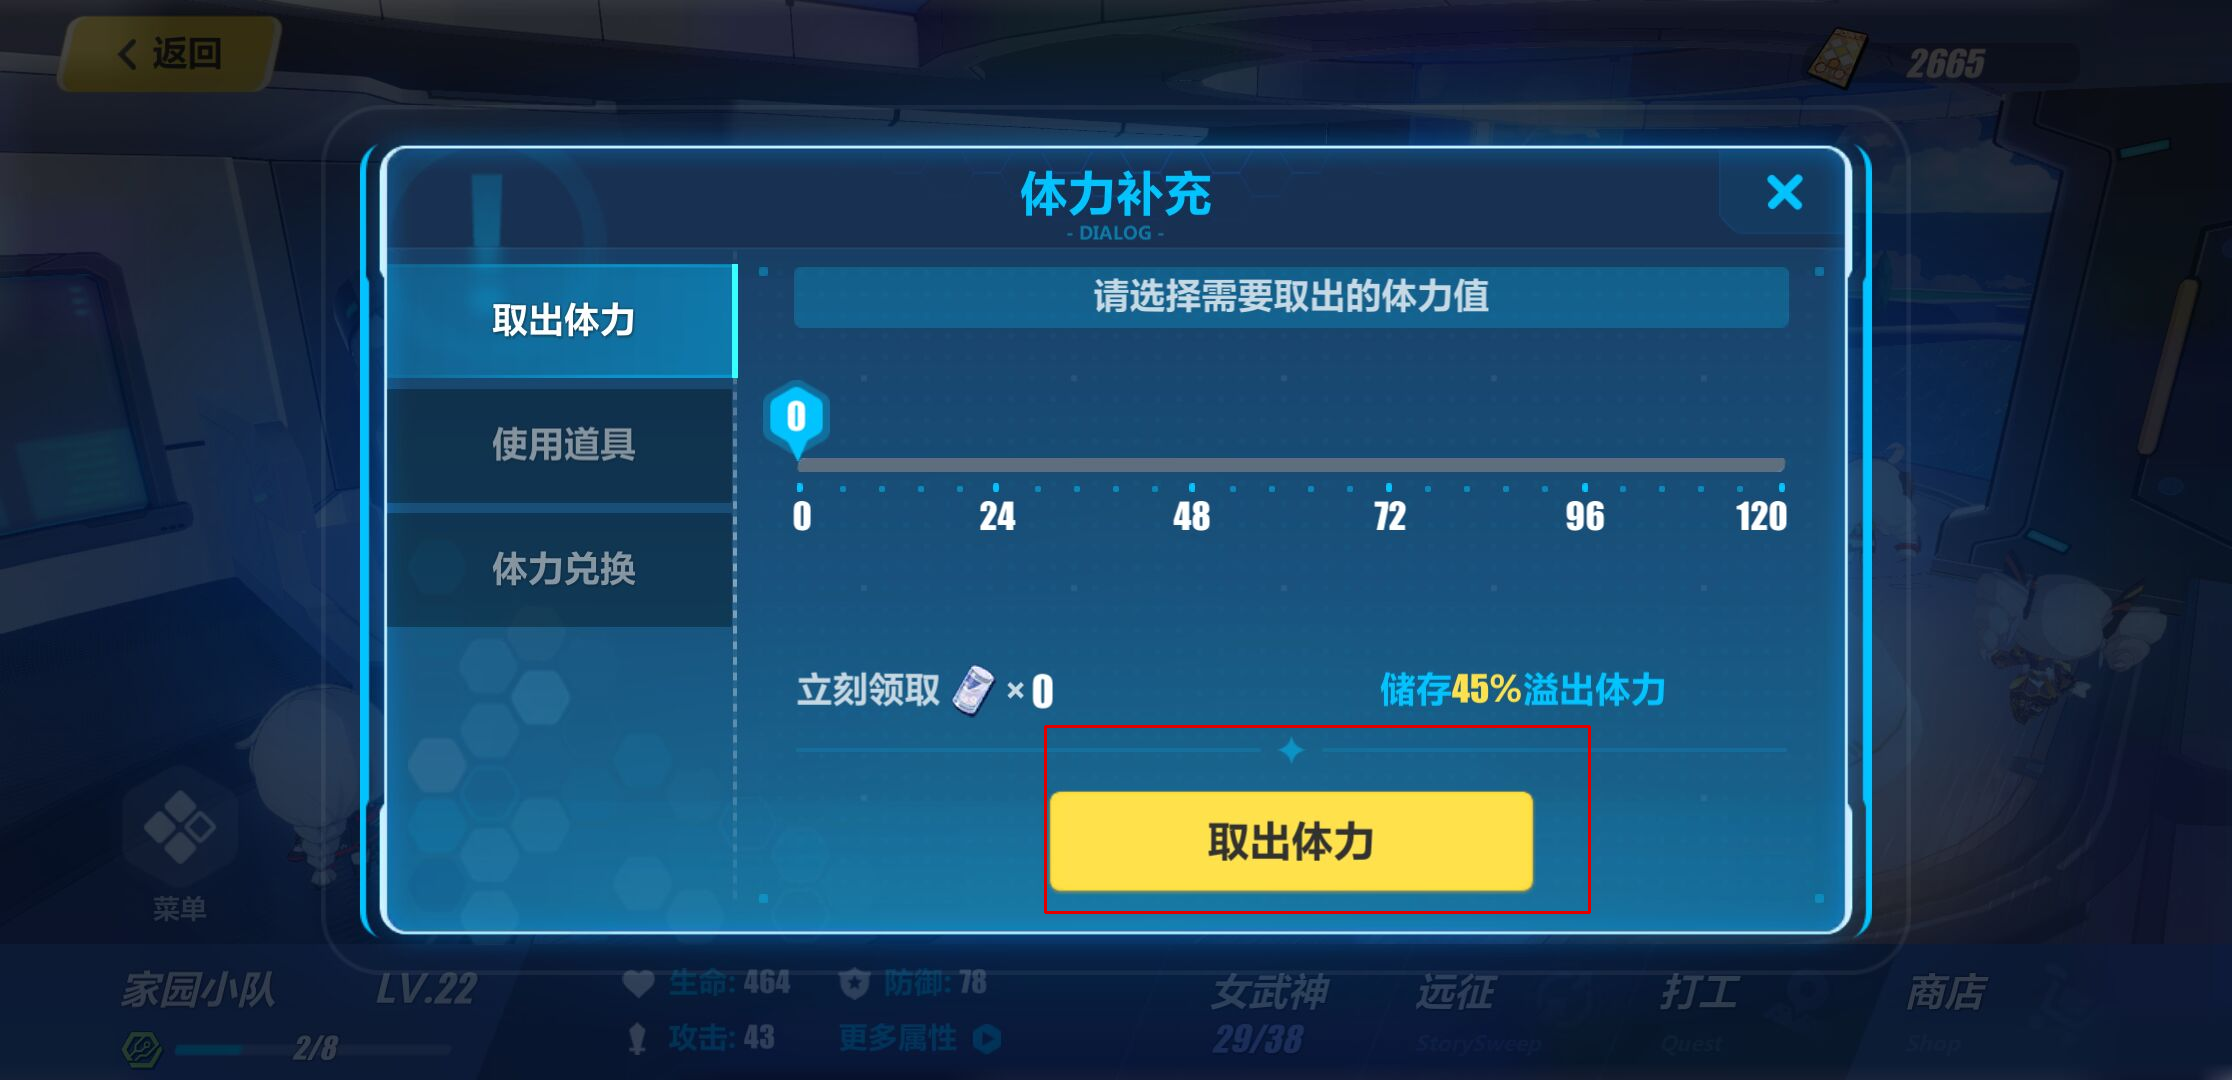 返回
2665
体力补充
- DIALOG -
取出体力
使用道具
体力兑换
请选择需要取出的体力值
0
0 24 48 72 96 120
立刻领取 ×0
储存45%溢出体力
取出体力
菜单
家园小队 LV.22
2/8
生命: 464 防御: 78
攻击: 43 更多属性
女武神
29/38
远征
StorySweep
打工
Quest
商店
Shop